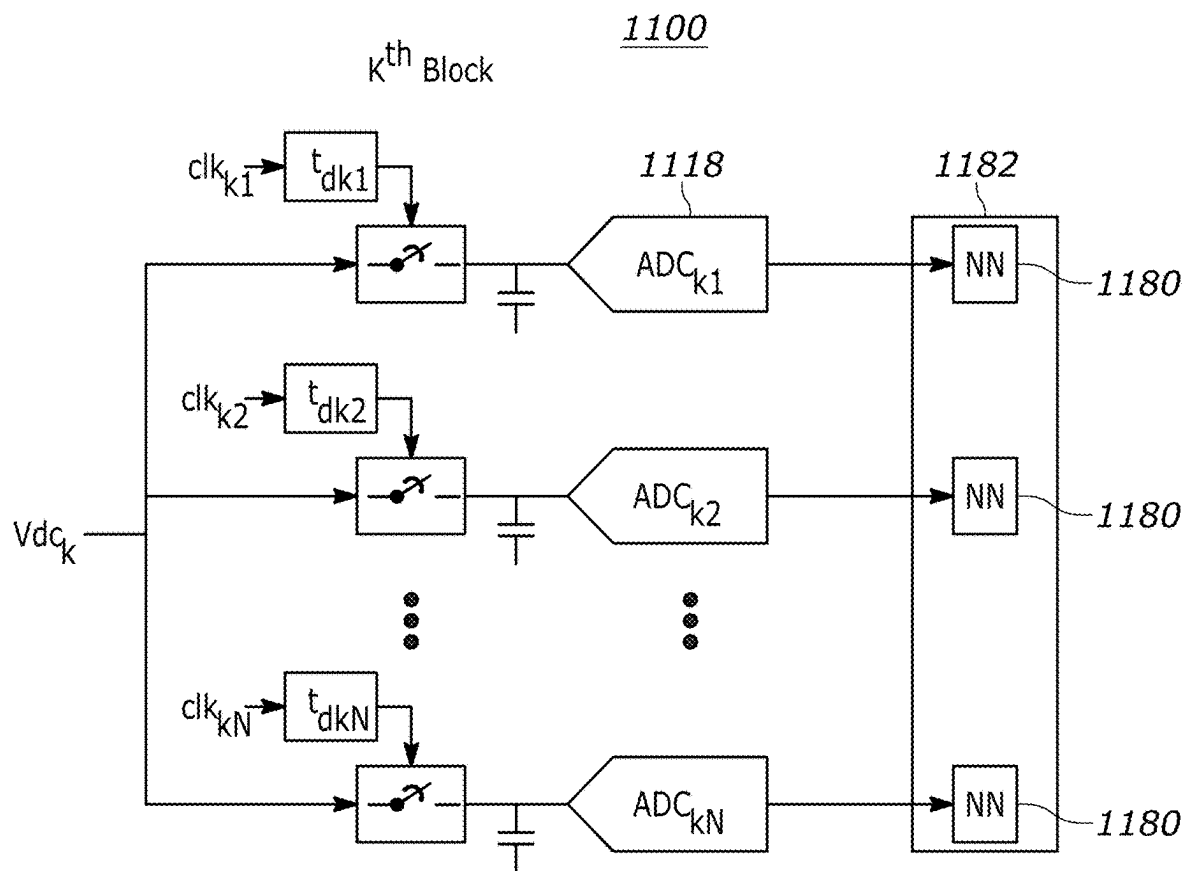 1100
Kth Block
clkk1
tdk1
1118
1182
ADCk1
NN
1180
clkk2
tdk2
ADCk2
NN
1180
Vdck
clkkN
tdkN
ADCkN
NN
1180